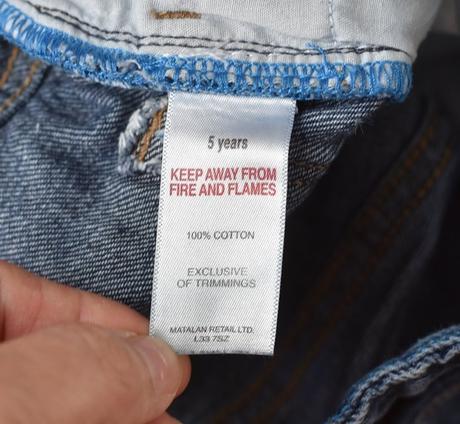 5 years
KEEP AWAY FROM
FIRE AND FLAMES
100% COTTON
EXCLUSIVE
OF TRIMMINGS
MATALAN RETAIL LTD.
L33 7SZ